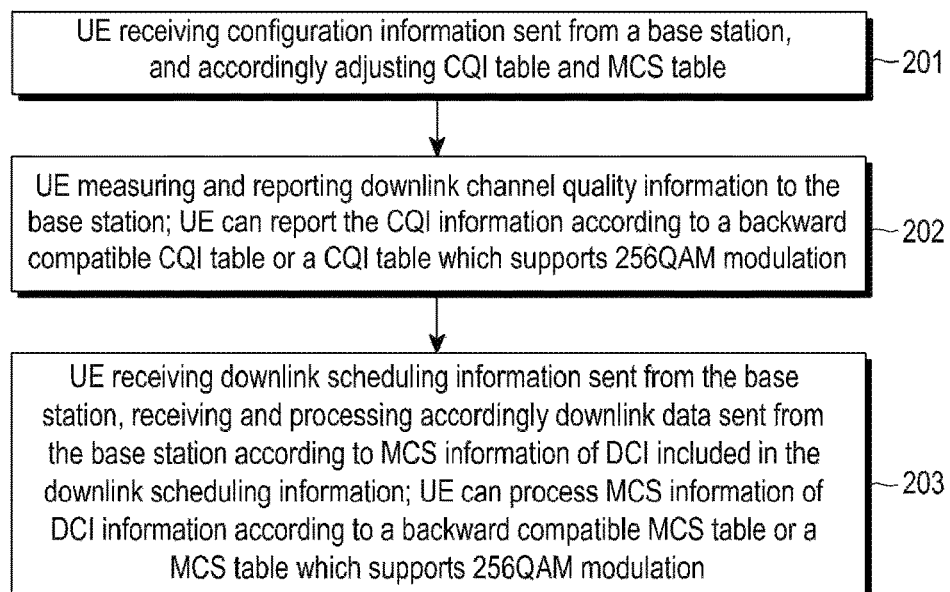 UE receiving configuration information sent from a base station,
and accordingly adjusting CQI table and MCS table
201
UE measuring and reporting downlink channel quality information to the
base station; UE can report the CQI information according to a backward
compatible CQI table or a CQI table which supports 256QAM modulation
202
UE receiving downlink scheduling information sent from the base
station, receiving and processing accordingly downlink data sent from
the base station according to MCS information of DCI included in the
downlink scheduling information; UE can process MCS information of
DCI information according to a backward compatible MCS table or a
MCS table which supports 256QAM modulation
203